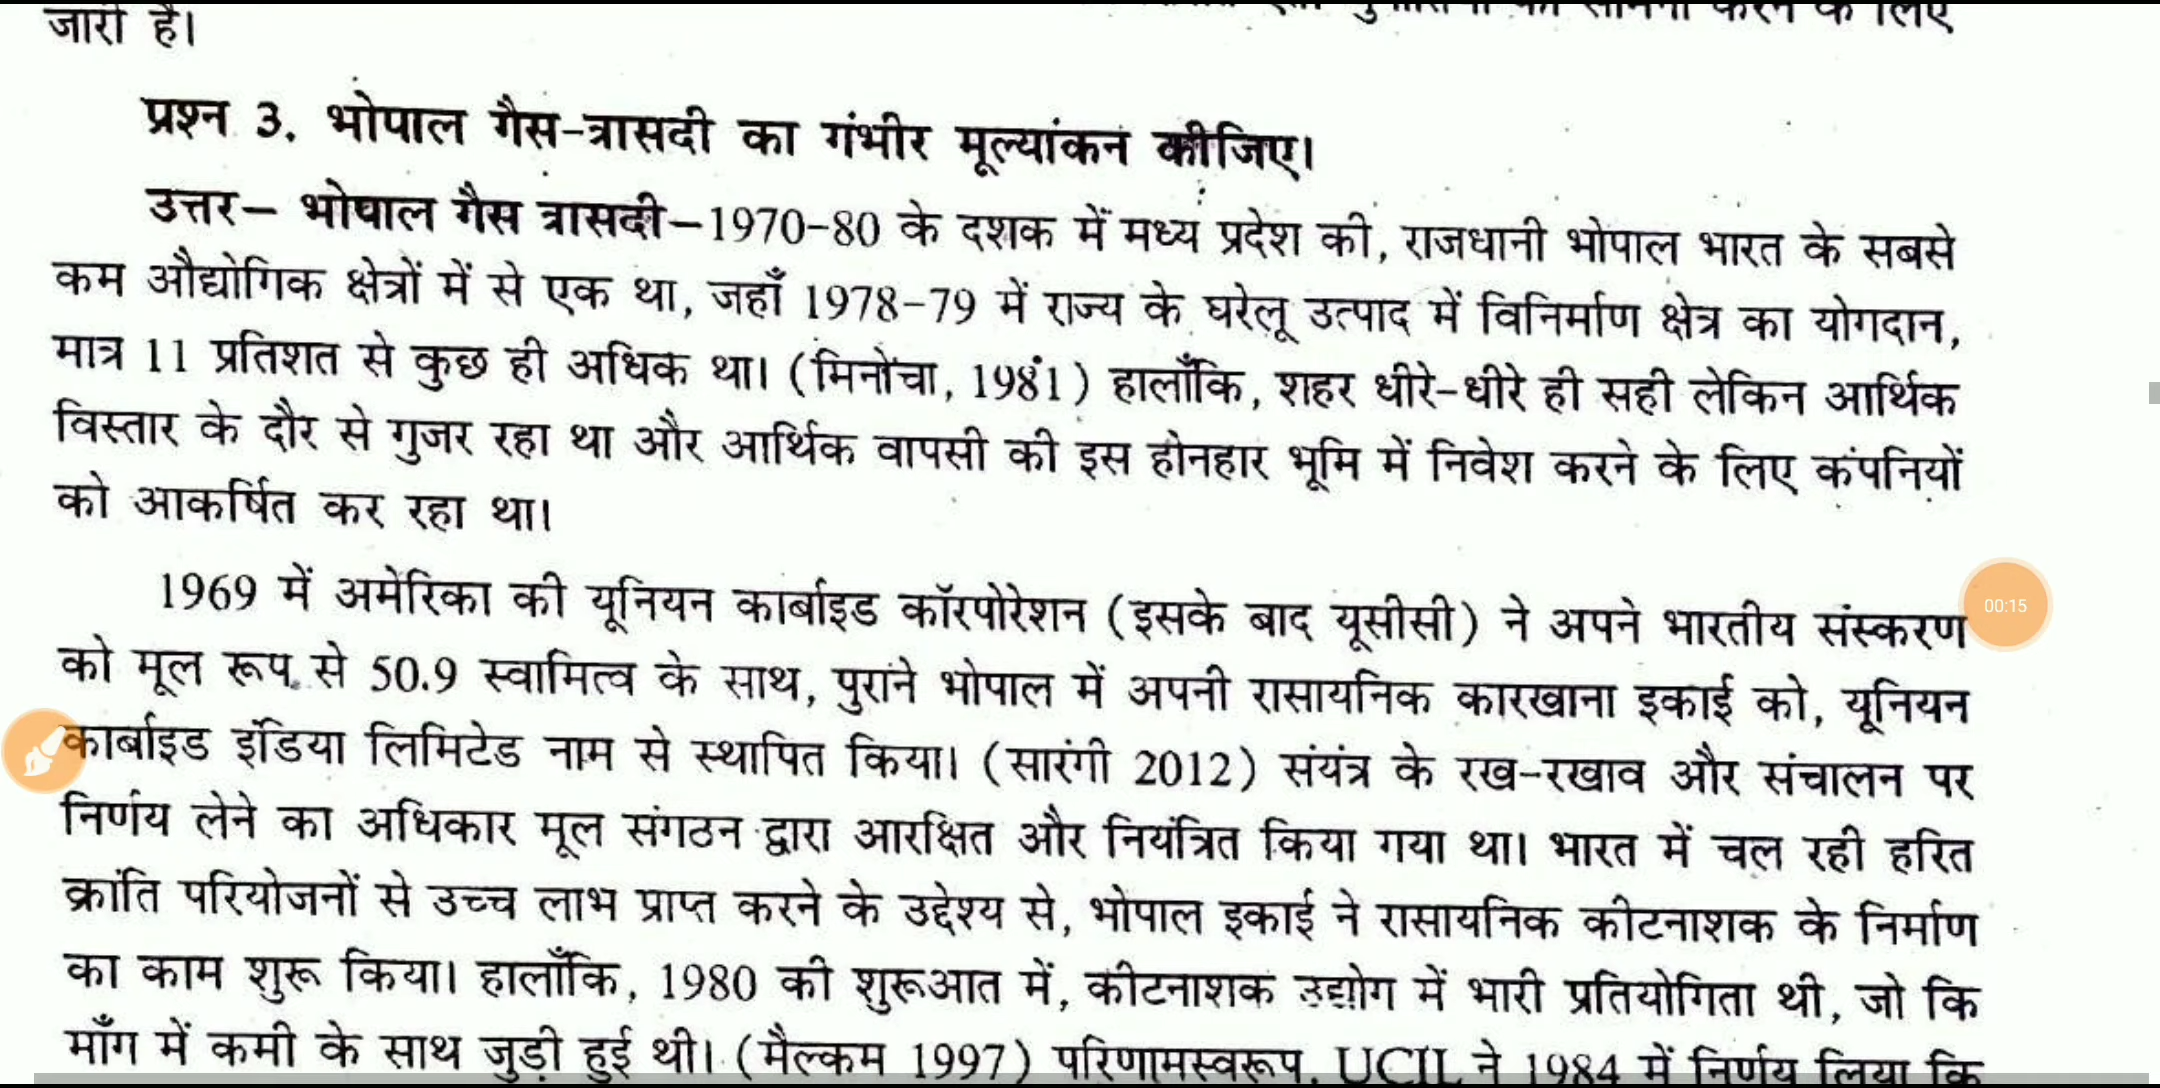 जारी है।
करने के लिए
प्रश्न 3. भोपाल गैस-त्रासदी का गंभीर मूल्यांकन कीजिए।
उत्तर– भोपाल गैस त्रासदी–1970-80 के दशक में मध्य प्रदेश की, राजधानी भोपाल भारत के सबसे
कम औद्योगिक क्षेत्रों में से एक था, जहाँ 1978-79 में राज्य के घरेलू उत्पाद में विनिर्माण क्षेत्र का योगदान,
मात्र 11 प्रतिशत से कुछ ही अधिक था। (मिनोचा, 1981) हालाँकि, शहर धीरे-धीरे ही सही लेकिन आर्थिक
विस्तार के दौर से गुजर रहा था और आर्थिक वापसी की इस होनहार भूमि में निवेश करने के लिए कंपनियों
को आकर्षित कर रहा था।
1969 में अमेरिका की यूनियन कार्बाइड कॉरपोरेशन (इसके बाद यूसीसी) ने अपने भारतीय संस्करण
00:15
को मूल रूप से 50.9 स्वामित्व के साथ, पुराने भोपाल में अपनी रासायनिक कारखाना इकाई को, यूनियन
कार्बाइड इंडिया लिमिटेड नाम से स्थापित किया। (सारंगी 2012) संयंत्र के रख-रखाव और संचालन पर
निर्णय लेने का अधिकार मूल संगठन द्वारा आरक्षित और नियंत्रित किया गया था। भारत में चल रही हरित
क्रांति परियोजनों से उच्च लाभ प्राप्त करने के उद्देश्य से, भोपाल इकाई ने रासायनिक कीटनाशक के निर्माण
का काम शुरू किया। हालाँकि, 1980 की शुरूआत में, कीटनाशक उद्योग में भारी प्रतियोगिता थी, जो कि
माँग में कमी के साथ जुड़ी हुई थी। (मैल्कम 1997) परिणामस्वरूप, UCIL ने 1984 में निर्णय लिया कि